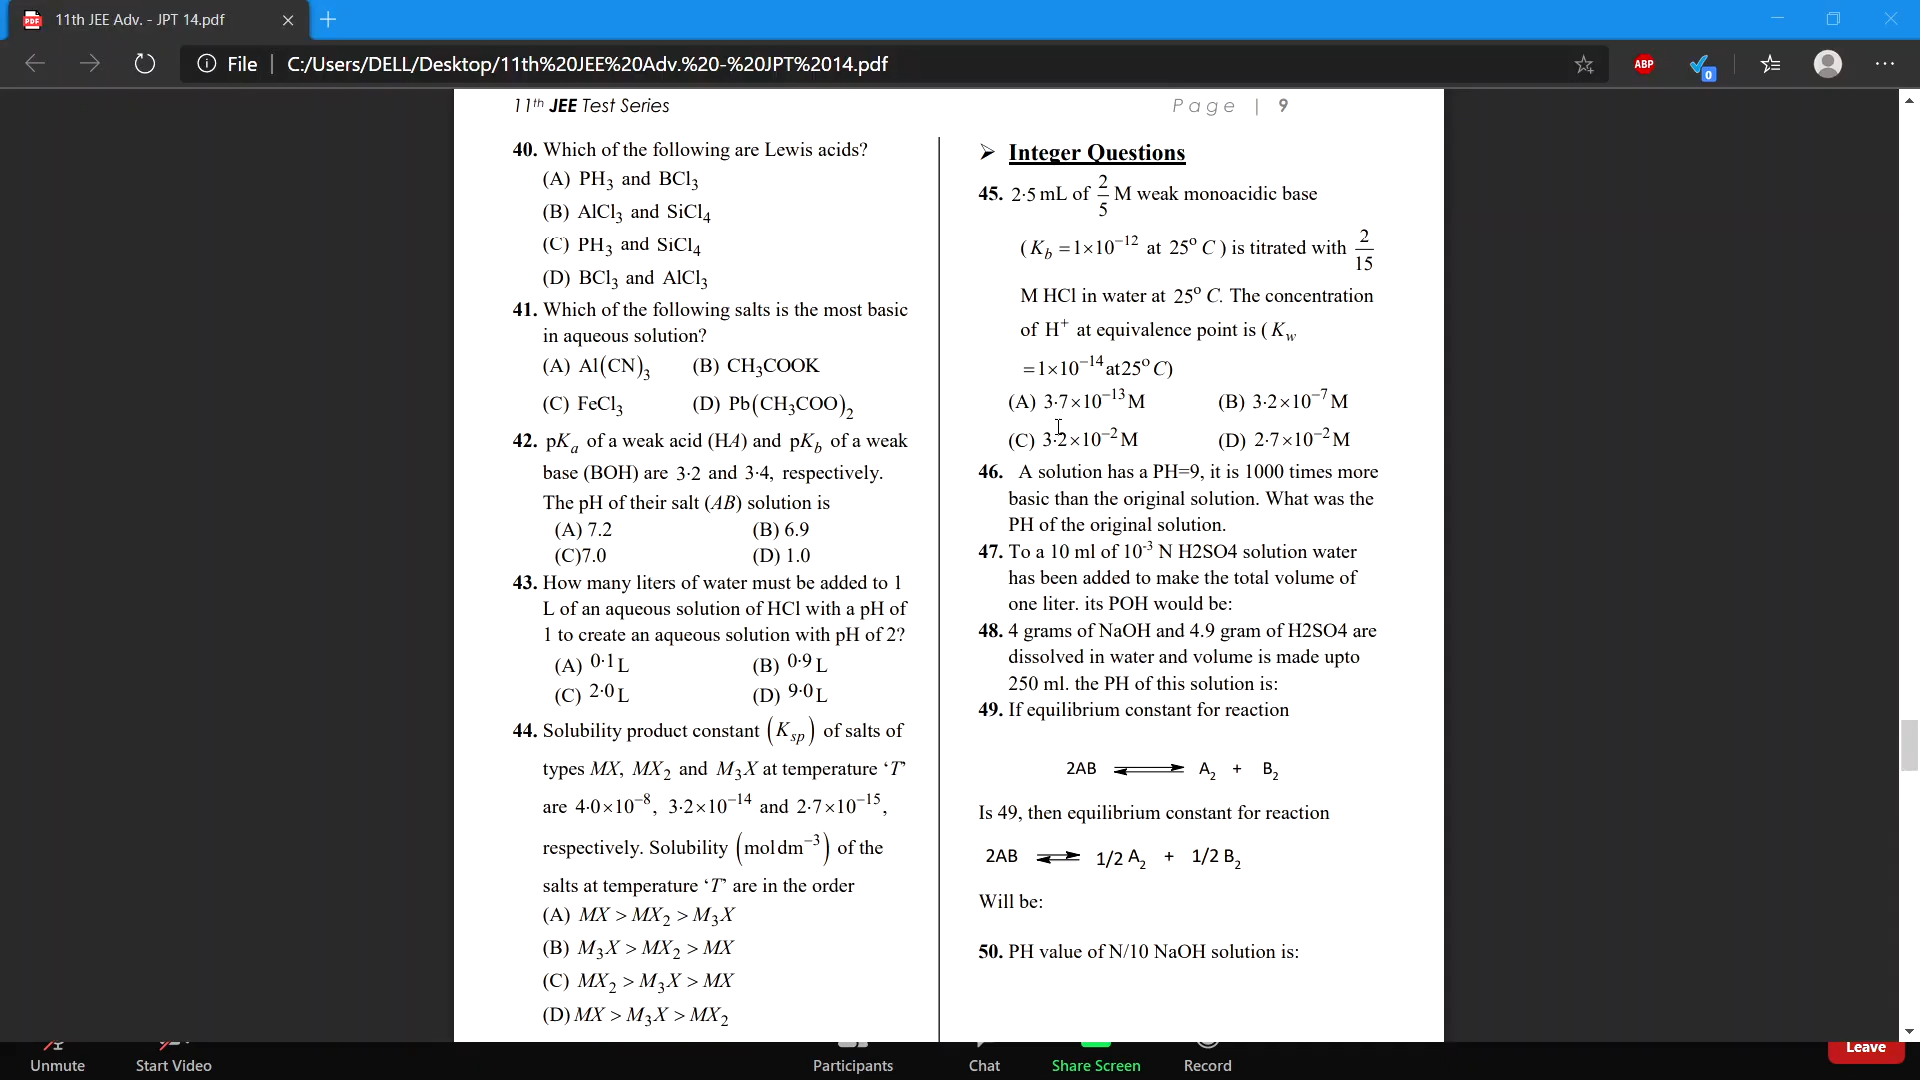 11th JEE Adv. - JPT 14.pdf
File | C:/Users/DELL/Desktop/11th%20JEE%20Adv.%20-%20JPT%2014.pdf
ABP
0
11th JEE Test Series
Page | 9
40. Which of the following are Lewis acids?
(A) PH₃ and BCl₃
(B) AlCl₃ and SiCl₄
(C) PH₃ and SiCl₄
(D) BCl₃ and AlCl₃
41. Which of the following salts is the most basic
in aqueous solution?
(A) Al(CN)₃ (B) CH₃COOK
(C) FeCl₃ (D) Pb(CH₃COO)₂
42. pKₐ of a weak acid (HA) and pK_b of a weak
base (BOH) are 3·2 and 3·4, respectively.
The pH of their salt (AB) solution is
(A) 7.2 (B) 6.9
(C)7.0 (D) 1.0
43. How many liters of water must be added to 1
L of an aqueous solution of HCl with a pH of
1 to create an aqueous solution with pH of 2?
(A) 0·1 L (B) 0·9 L
(C) 2·0 L (D) 9·0 L
44. Solubility product constant (K_sp) of salts of
types MX, MX₂ and M₃X at temperature ‘T’
are 4·0×10⁻⁸, 3·2×10⁻¹⁴ and 2·7×10⁻¹⁵,
respectively. Solubility (mol dm⁻³) of the
salts at temperature ‘T’ are in the order
(A) MX > MX₂ > M₃X
(B) M₃X > MX₂ > MX
(C) MX₂ > M₃X > MX
(D) MX > M₃X > MX₂
➢ Integer Questions
45. 2·5 mL of 2/5 M weak monoacidic base
(K_b = 1×10⁻¹² at 25° C) is titrated with 2/15
M HCl in water at 25° C. The concentration
of H⁺ at equivalence point is (K_w
= 1×10⁻¹⁴ at 25° C)
(A) 3·7×10⁻¹³ M (B) 3·2×10⁻⁷ M
(C) 3·2×10⁻² M (D) 2·7×10⁻² M
46. A solution has a PH=9, it is 1000 times more
basic than the original solution. What was the
PH of the original solution.
47. To a 10 ml of 10⁻³ N H2SO4 solution water
has been added to make the total volume of
one liter. its POH would be:
48. 4 grams of NaOH and 4.9 gram of H2SO4 are
dissolved in water and volume is made upto
250 ml. the PH of this solution is:
49. If equilibrium constant for reaction
2AB ⇌ A₂ + B₂
Is 49, then equilibrium constant for reaction
2AB ⇌ 1/2 A₂ + 1/2 B₂
Will be:
50. PH value of N/10 NaOH solution is:
Unmute
Start Video
Participants
Chat
Share Screen
Record
Leave